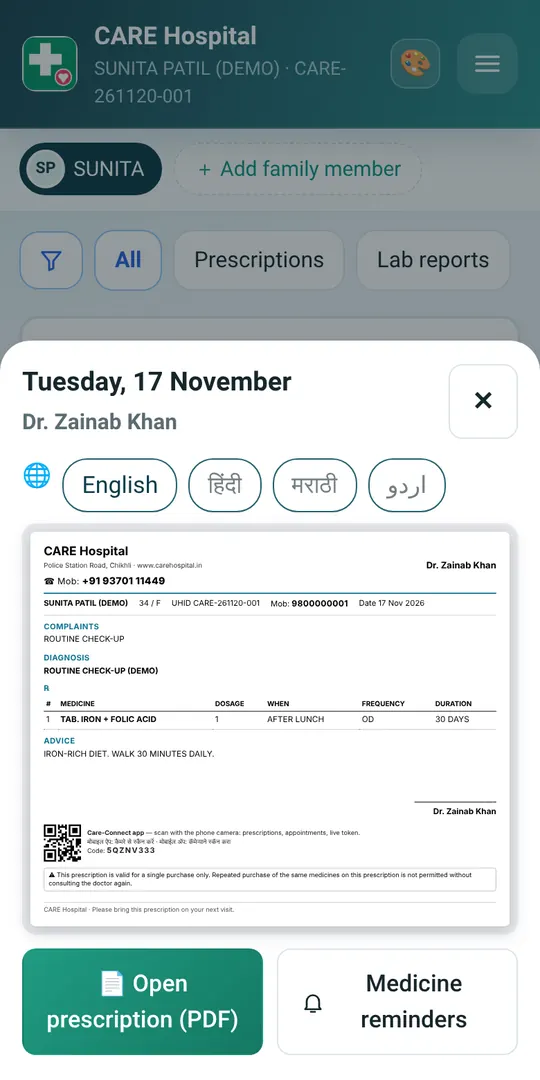 CARE Hospital
SUNITA PATIL (DEMO) · CARE-
261120-001
SP SUNITA
+ Add family member
All
Prescriptions
Lab reports
Tuesday, 17 November
Dr. Zainab Khan
✕
English
हिंदी
मराठी
اردو
CARE Hospital
Police Station Road, Chikhli · www.carehospital.in
Dr. Zainab Khan
☎ Mob: +91 93701 11449
SUNITA PATIL (DEMO) 34 / F UHID CARE-261120-001 Mob: 9800000001 Date 17 Nov 2026
COMPLAINTS
ROUTINE CHECK-UP
DIAGNOSIS
ROUTINE CHECK-UP (DEMO)
R
# MEDICINE DOSAGE WHEN FREQUENCY DURATION
1 TAB. IRON + FOLIC ACID 1 AFTER LUNCH OD 30 DAYS
ADVICE
IRON-RICH DIET. WALK 30 MINUTES DAILY.
Dr. Zainab Khan
Care-Connect app — scan with the phone camera: prescriptions, appointments, live token.
मोबाइल ऐप: कैमरे से स्कैन करें · मोबाईल अ‍ॅप: कॅमेऱ्याने स्कॅन करा
Code: 5QZNV333
⚠ This prescription is valid for a single purchase only. Repeated purchase of the same medicines on this prescription is not permitted without
consulting the doctor again.
CARE Hospital · Please bring this prescription on your next visit.
Open
prescription (PDF)
Medicine
reminders